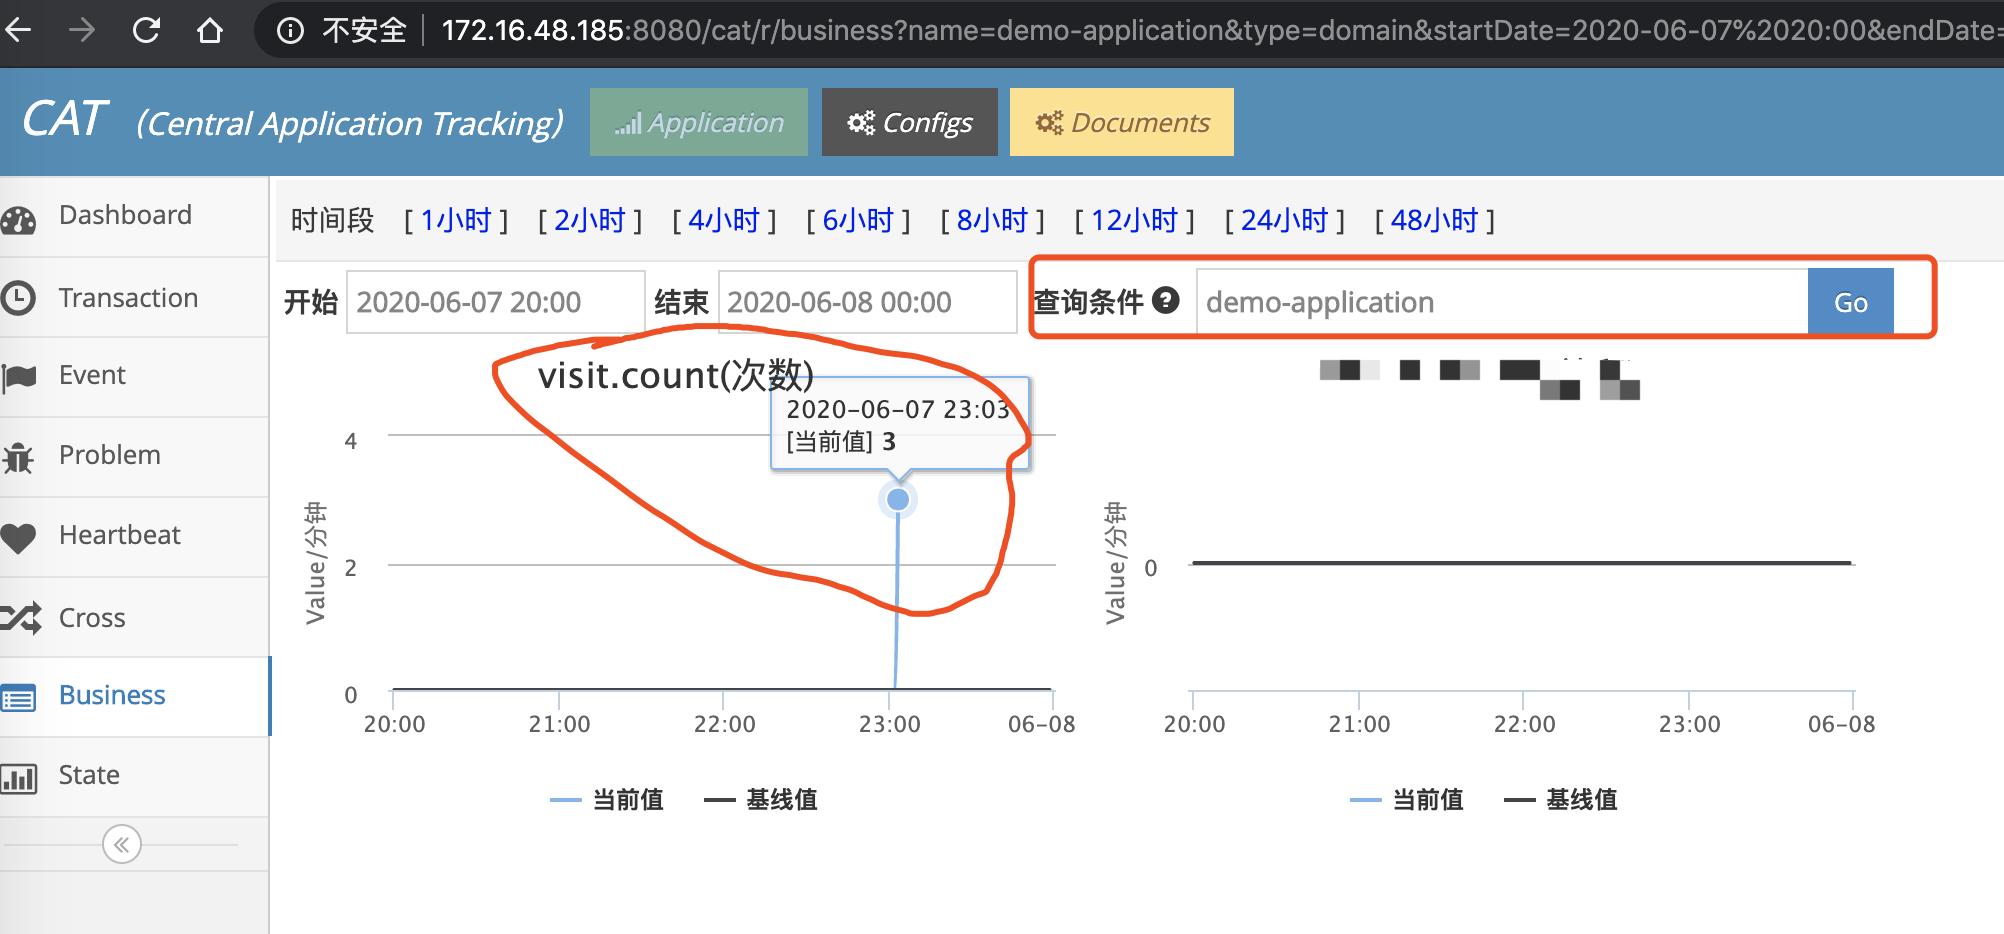 不安全 172.16.48.185:8080/cat/r/business?name=demo-application&type=domain&startDate=2020-06-07%2020:00&endDate=
CAT (Central Application Tracking) Application Configs Documents
Dashboard
Transaction
Event
Problem
Heartbeat
Cross
Business
State
时间段 [ 1小时 ] [ 2小时 ] [ 4小时 ] [ 6小时 ] [ 8小时 ] [ 12小时 ] [ 24小时 ] [ 48小时 ]
开始 2020-06-07 20:00 结束 2020-06-08 00:00 查询条件 ? demo-application Go
visit.count(次数)
2020-06-07 23:03
[当前值] 3
Value/分钟
4
2
0
20:00 21:00 22:00 23:00 06-08
当前值 基线值
Value/分钟
0
20:00 21:00 22:00 23:00 06-08
当前值 基线值